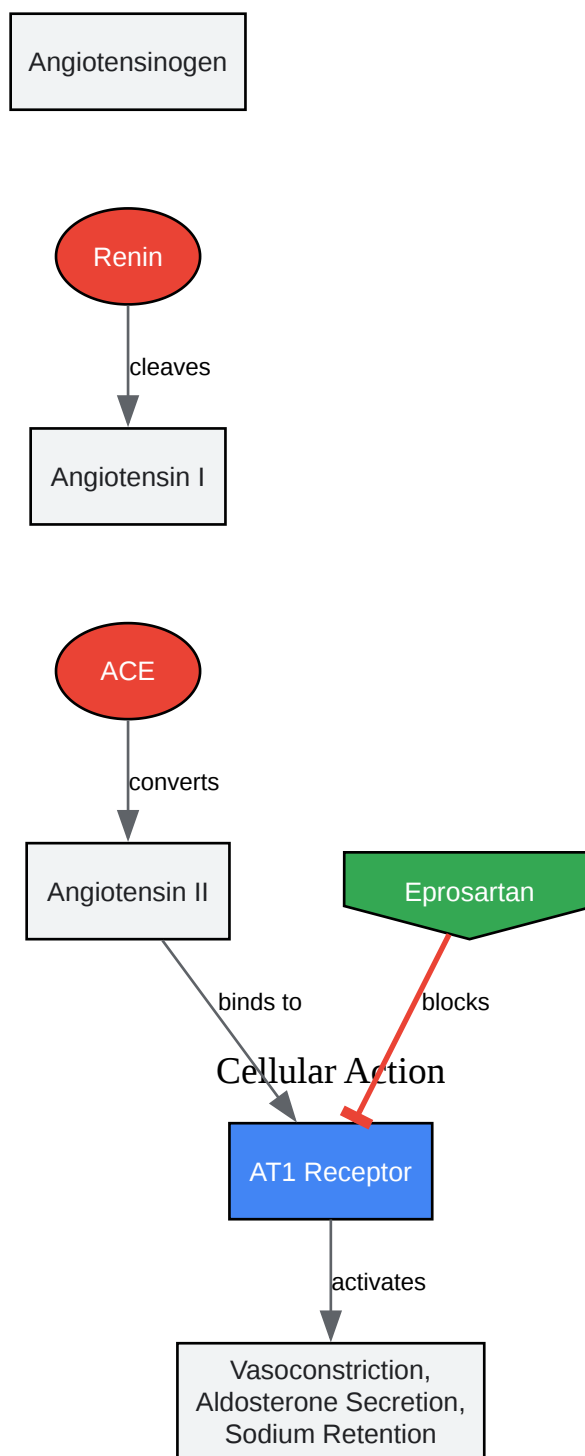 Angiotensinogen
Renin
cleaves
Angiotensin I
ACE
converts
Angiotensin II
Eprosartan
binds to
blocks
Cellular Action
AT1 Receptor
activates
Vasoconstriction,
Aldosterone Secretion,
Sodium Retention